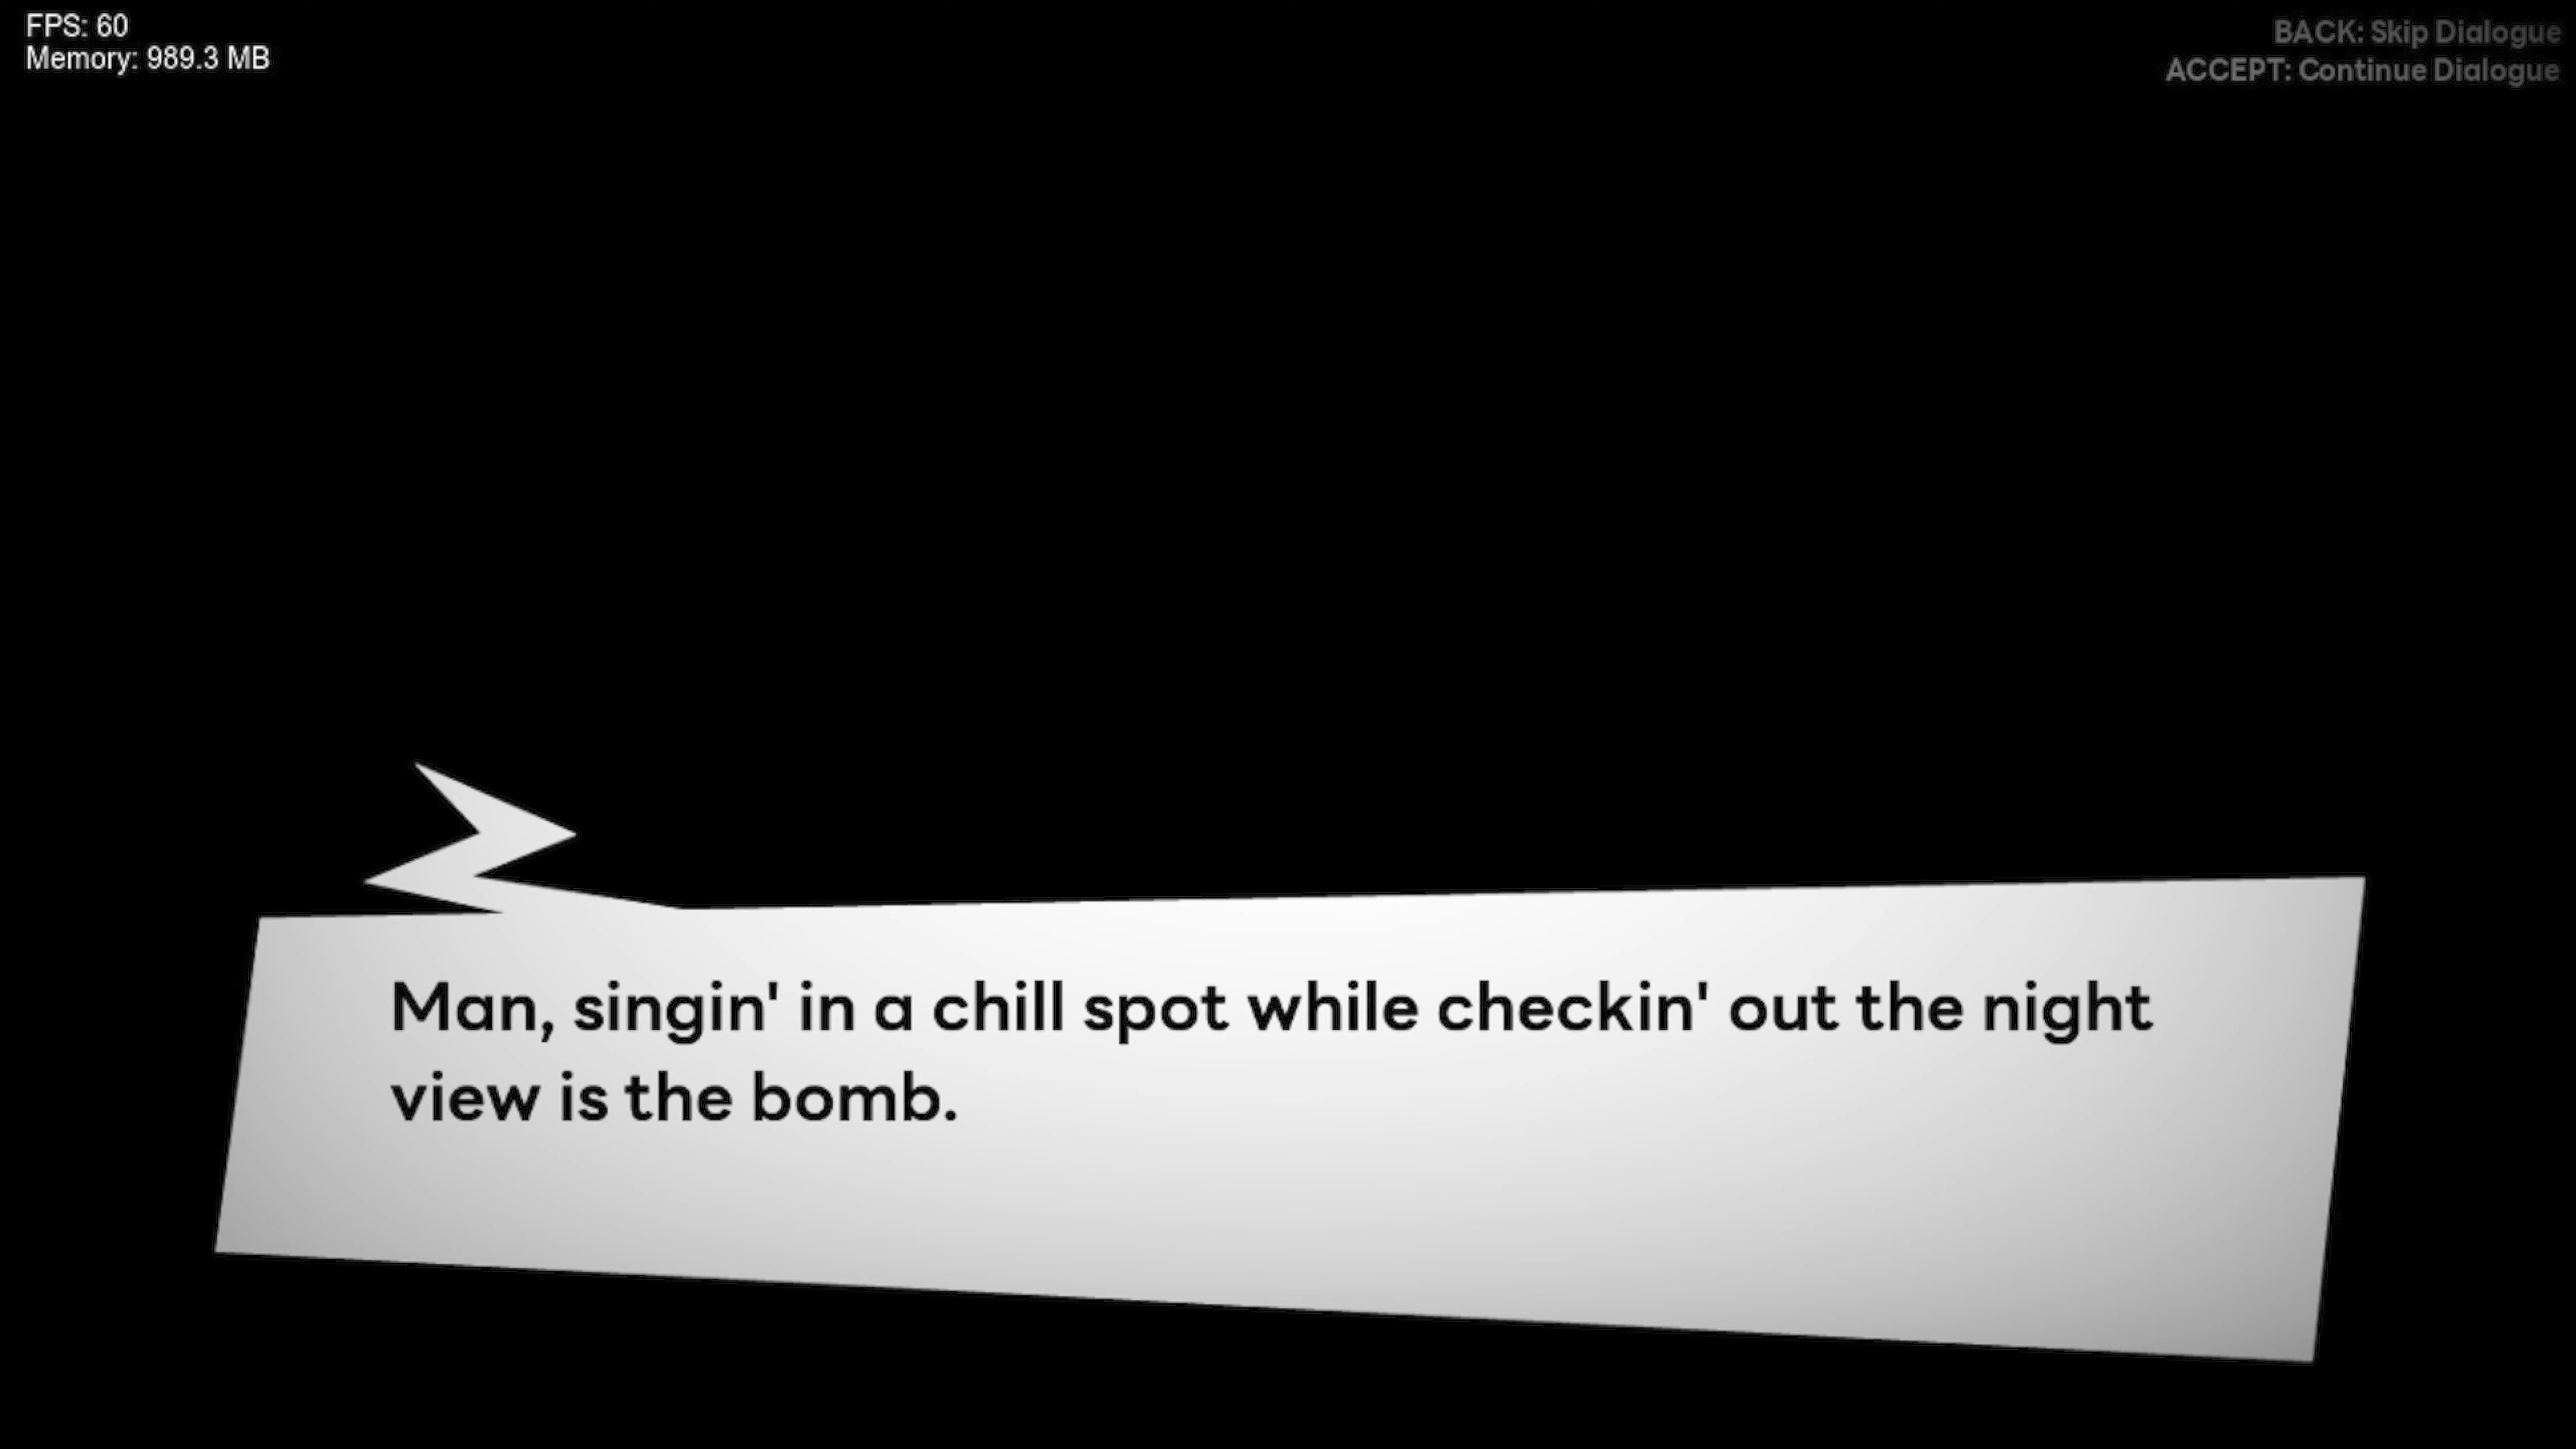 FPS: 60
Memory: 989.3 MB
BACK: Skip Dialogue
ACCEPT: Continue Dialogue
Man, singin' in a chill spot while checkin' out the night
view is the bomb.